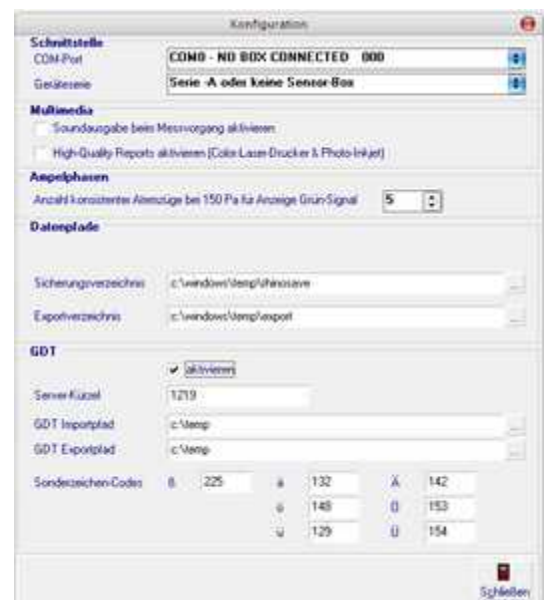 Konfiguration
Schnittstelle
COM-Port COM0 - NO BOX CONNECTED 000
Geräteserie Serie -A oder keine Sensor-Box
Multimedia
Soundausgabe beim Messvorgang aktivieren
High-Quality Reports aktivieren (Color-Laser-Drucker & Photo-Inkjet)
Ampelphasen
Anzahl konsistenter Atemzüge bei 150 Pa für Anzeige Grün-Signal 5
Datenpfade
Sicherungsverzeichnis c:\windows\temp\rhinosave ...
Exportverzeichnis c:\windows\temp\export ...
GDT
aktivieren
Server-Kürzel 1219
GDT Importpfad c:\temp ...
GDT Exportpfad c:\temp ...
Sonderzeichen-Codes ß 225 ä 132 Ä 142
ö 148 Ö 153
ü 129 Ü 154
Schließen